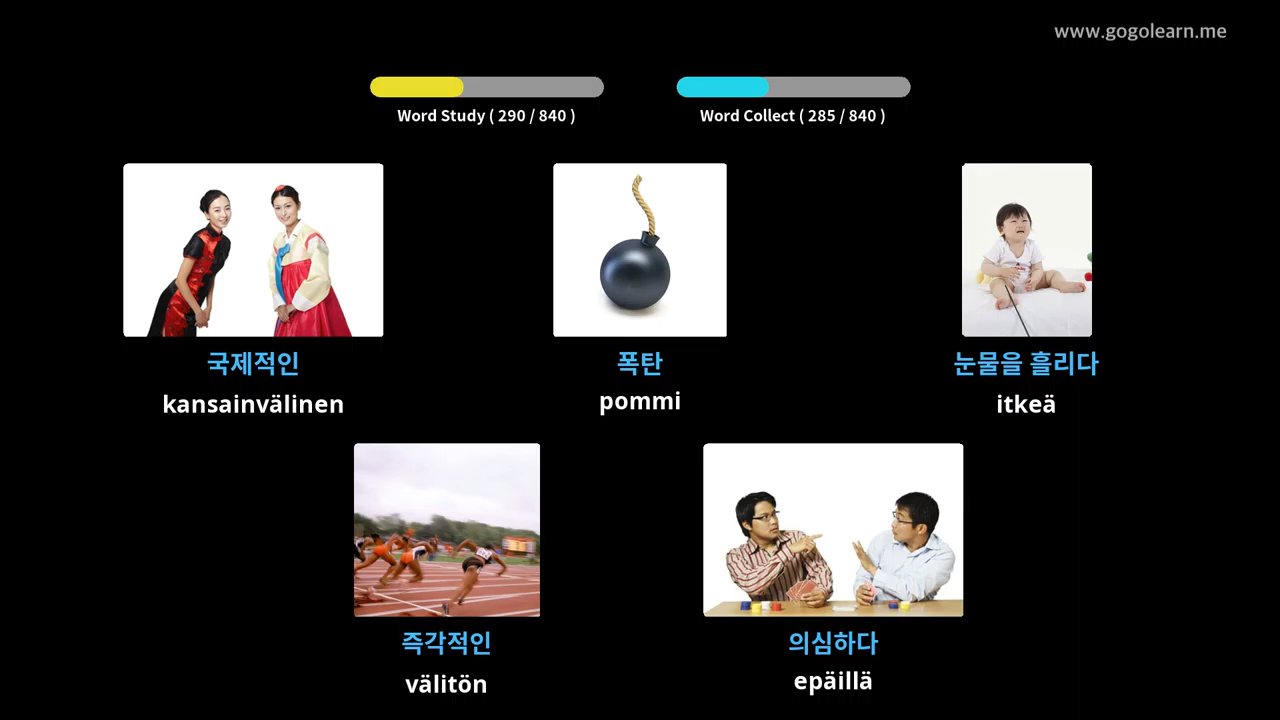 www.gogolearn.me
Word Study ( 290 / 840 )
Word Collect ( 285 / 840 )
국제적인
kansainvälinen
폭탄
pommi
눈물을 흘리다
itkeä
즉각적인
välitön
의심하다
epäillä